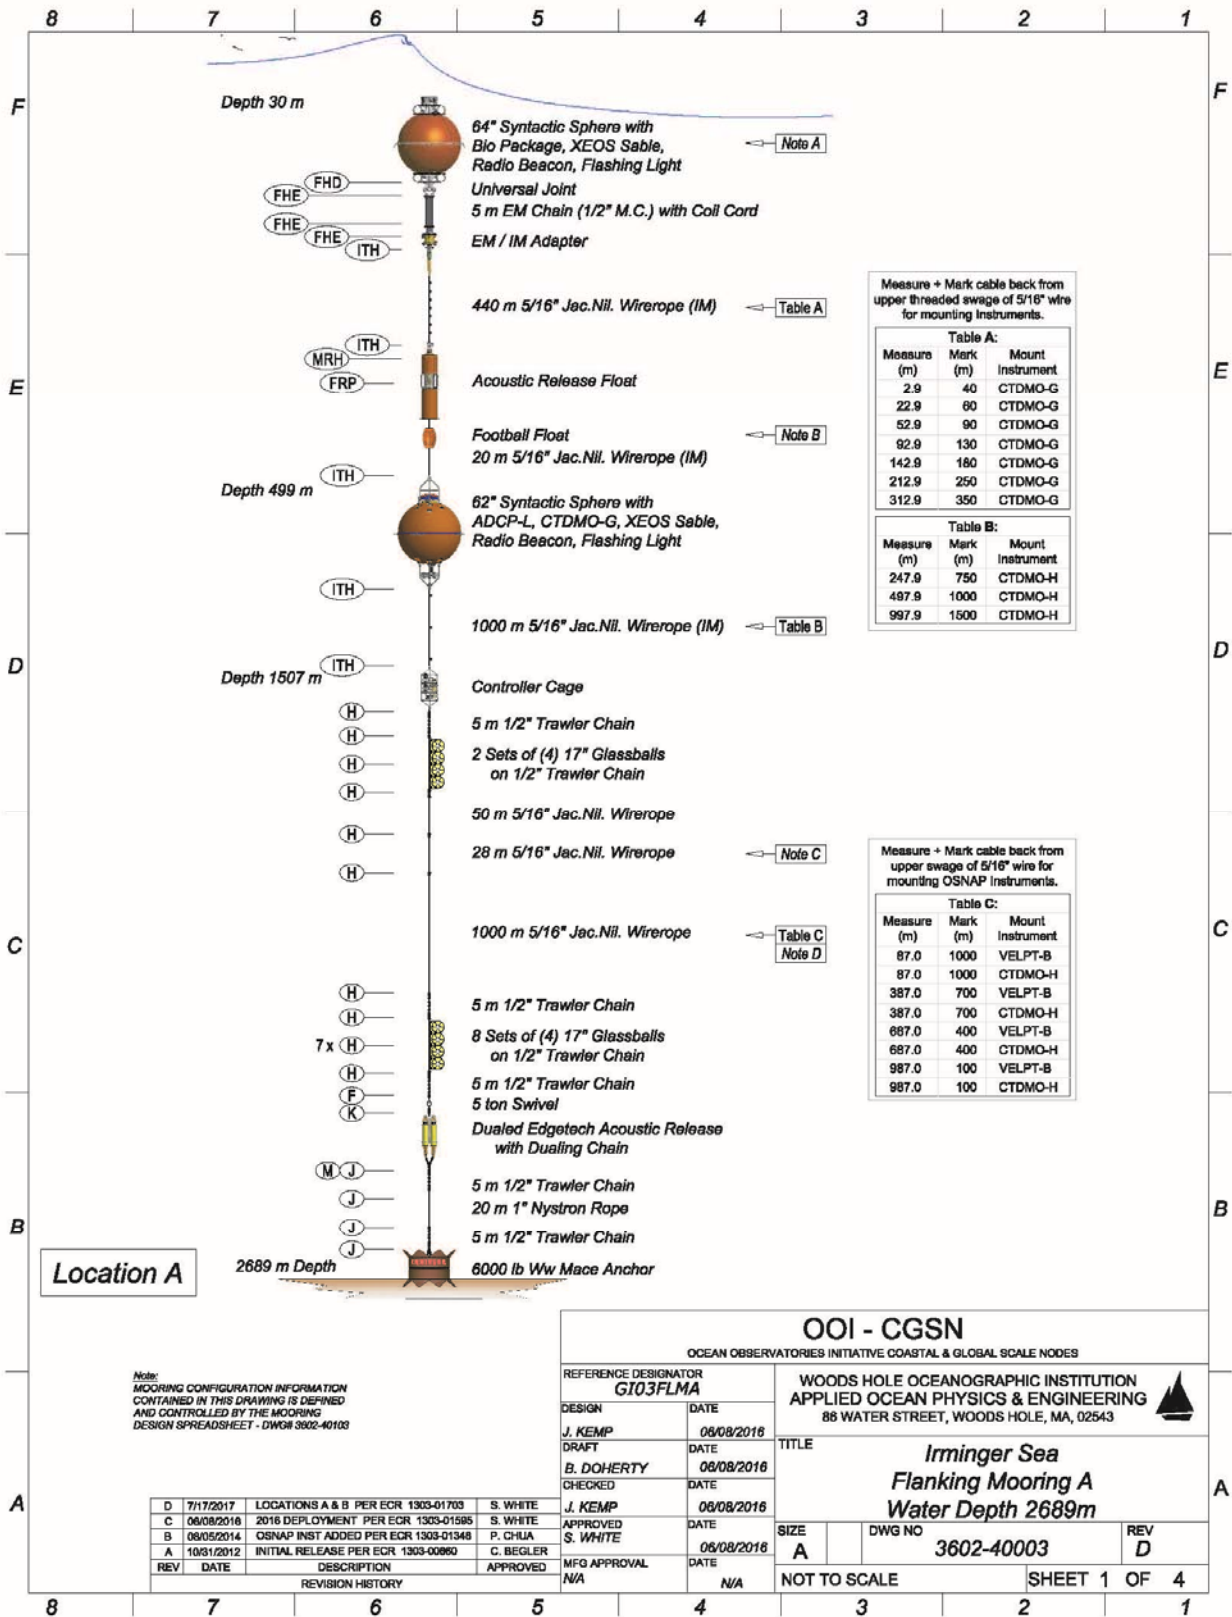 8 7 6 5 4 3 2 1
F
F
E
E
D
D
C
C
B
B
A
A
Depth 30 m
64" Syntactic Sphere with
Bio Package, XEOS Sable,
Radio Beacon, Flashing Light
Note A
FHD
Universal Joint
FHE
5 m EM Chain (1/2" M.C.) with Coil Cord
FHE
FHE
EM / IM Adapter
ITH
440 m 5/16" Jac.Nil. Wirerope (IM)
Table A
ITH
MRH
FRP
Acoustic Release Float
Football Float
Note B
20 m 5/16" Jac.Nil. Wirerope (IM)
ITH
Depth 499 m
62" Syntactic Sphere with
ADCP-L, CTDMO-G, XEOS Sable,
Radio Beacon, Flashing Light
ITH
1000 m 5/16" Jac.Nil. Wirerope (IM)
Table B
ITH
Depth 1507 m
Controller Cage
H
5 m 1/2" Trawler Chain
H
2 Sets of (4) 17" Glassballs
on 1/2" Trawler Chain
H
H
50 m 5/16" Jac.Nil. Wirerope
H
28 m 5/16" Jac.Nil. Wirerope
Note C
H
1000 m 5/16" Jac.Nil. Wirerope
Table C
Note D
H
5 m 1/2" Trawler Chain
H
8 Sets of (4) 17" Glassballs
on 1/2" Trawler Chain
7 x H
H
5 m 1/2" Trawler Chain
F
5 ton Swivel
K
Dualed Edgetech Acoustic Release
with Dualing Chain
M J
5 m 1/2" Trawler Chain
J
20 m 1" Nystron Rope
J
5 m 1/2" Trawler Chain
J
2689 m Depth
6000 lb Ww Mace Anchor
Location A
Measure + Mark cable back from
upper threaded swage of 5/16" wire
for mounting Instruments.
Table A:
Measure Mark Mount
(m) (m) Instrument
2.9 40 CTDMO-G
22.9 60 CTDMO-G
52.9 90 CTDMO-G
92.9 130 CTDMO-G
142.9 180 CTDMO-G
212.9 250 CTDMO-G
312.9 350 CTDMO-G
Table B:
Measure Mark Mount
(m) (m) Instrument
247.9 750 CTDMO-H
497.9 1000 CTDMO-H
997.9 1500 CTDMO-H
Measure + Mark cable back from
upper swage of 5/16" wire for
mounting OSNAP Instruments.
Table C:
Measure Mark Mount
(m) (m) Instrument
87.0 1000 VELPT-B
87.0 1000 CTDMO-H
387.0 700 VELPT-B
387.0 700 CTDMO-H
687.0 400 VELPT-B
687.0 400 CTDMO-H
987.0 100 VELPT-B
987.0 100 CTDMO-H
Note:
MOORING CONFIGURATION INFORMATION
CONTAINED IN THIS DRAWING IS DEFINED
AND CONTROLLED BY THE MOORING
DESIGN SPREADSHEET - DWG# 3602-40103
D 7/17/2017 LOCATIONS A & B PER ECR 1303-01703 S. WHITE
C 06/08/2016 2016 DEPLOYMENT PER ECR 1303-01595 S. WHITE
B 08/05/2014 OSNAP INST ADDED PER ECR 1303-01348 P. CHUA
A 10/31/2012 INITIAL RELEASE PER ECR 1303-00860 C. BEGLER
REV DATE DESCRIPTION APPROVED
REVISION HISTORY
OOI - CGSN
OCEAN OBSERVATORIES INITIATIVE COASTAL & GLOBAL SCALE NODES
REFERENCE DESIGNATOR
GI03FLMA
DESIGN DATE
J. KEMP 06/08/2016
DRAFT DATE
B. DOHERTY 06/08/2016
CHECKED DATE
J. KEMP 06/08/2016
APPROVED DATE
S. WHITE 06/08/2016
MFG APPROVAL DATE
N/A N/A
WOODS HOLE OCEANOGRAPHIC INSTITUTION
APPLIED OCEAN PHYSICS & ENGINEERING
86 WATER STREET, WOODS HOLE, MA, 02543
TITLE
Irminger Sea
Flanking Mooring A
Water Depth 2689m
SIZE DWG NO REV
A 3602-40003 D
NOT TO SCALE SHEET 1 OF 4
8 7 6 5 4 3 2 1